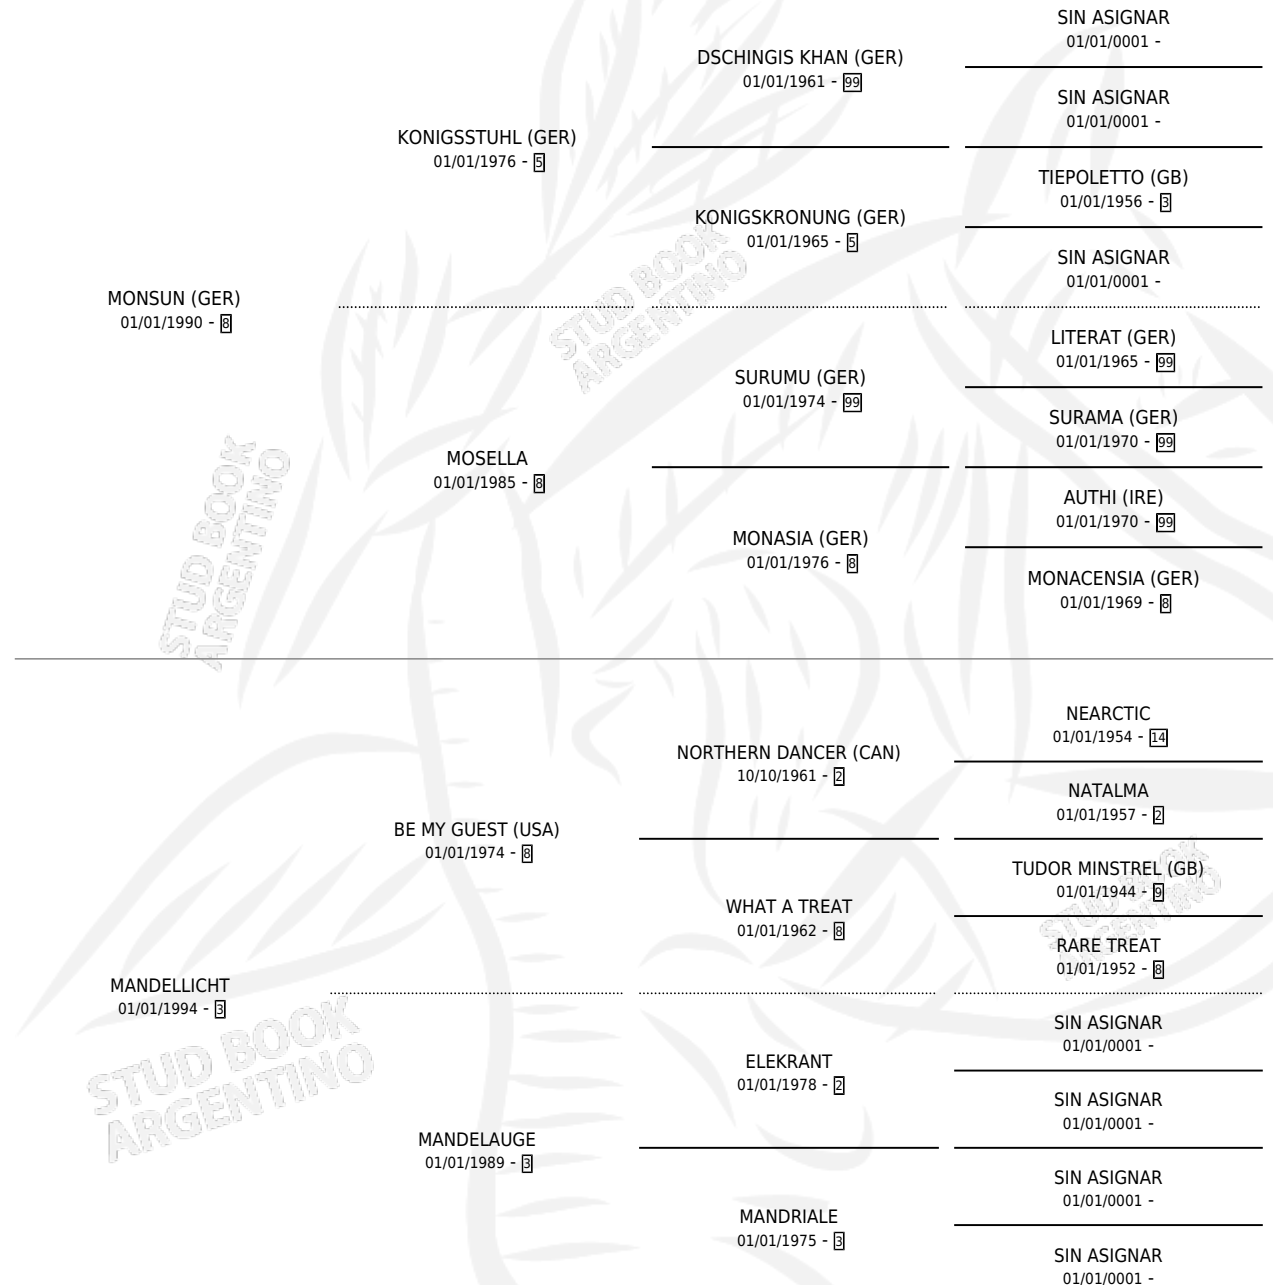 SIN ASIGNAR
01/01/0001 -
DSCHINGIS KHAN (GER)
01/01/1961 - 99
SIN ASIGNAR
01/01/0001 -
KONIGSSTUHL (GER)
01/01/1976 - 5
TIEPOLETTO (GB)
01/01/1956 - 3
KONIGSKRONUNG (GER)
01/01/1965 - 5
SIN ASIGNAR
01/01/0001 -
MONSUN (GER)
01/01/1990 - 8
STUD BOOK
ARGENTINO
LITERAT (GER)
01/01/1965 - 99
SURUMU (GER)
01/01/1974 - 99
SURAMA (GER)
01/01/1970 - 99
MOSELLA
01/01/1985 - 8
AUTHI (IRE)
01/01/1970 - 99
MONASIA (GER)
01/01/1976 - 8
MONACENSIA (GER)
01/01/1969 - 8
STUD BOOK
ARGENTINO
NEARCTIC
01/01/1954 - 14
NORTHERN DANCER (CAN)
10/10/1961 - 2
NATALMA
01/01/1957 - 2
BE MY GUEST (USA)
01/01/1974 - 8
TUDOR MINSTREL (GB)
01/01/1944 - 9
WHAT A TREAT
01/01/1962 - 8
STUD BOOK
ARGENTINO
RARE TREAT
01/01/1952 - 8
MANDELLICHT
01/01/1994 - 3
SIN ASIGNAR
01/01/0001 -
STUD BOOK
ARGENTINO
ELEKRANT
01/01/1978 - 2
SIN ASIGNAR
01/01/0001 -
MANDELAUGE
01/01/1989 - 3
SIN ASIGNAR
01/01/0001 -
MANDRIALE
01/01/1975 - 3
SIN ASIGNAR
01/01/0001 -